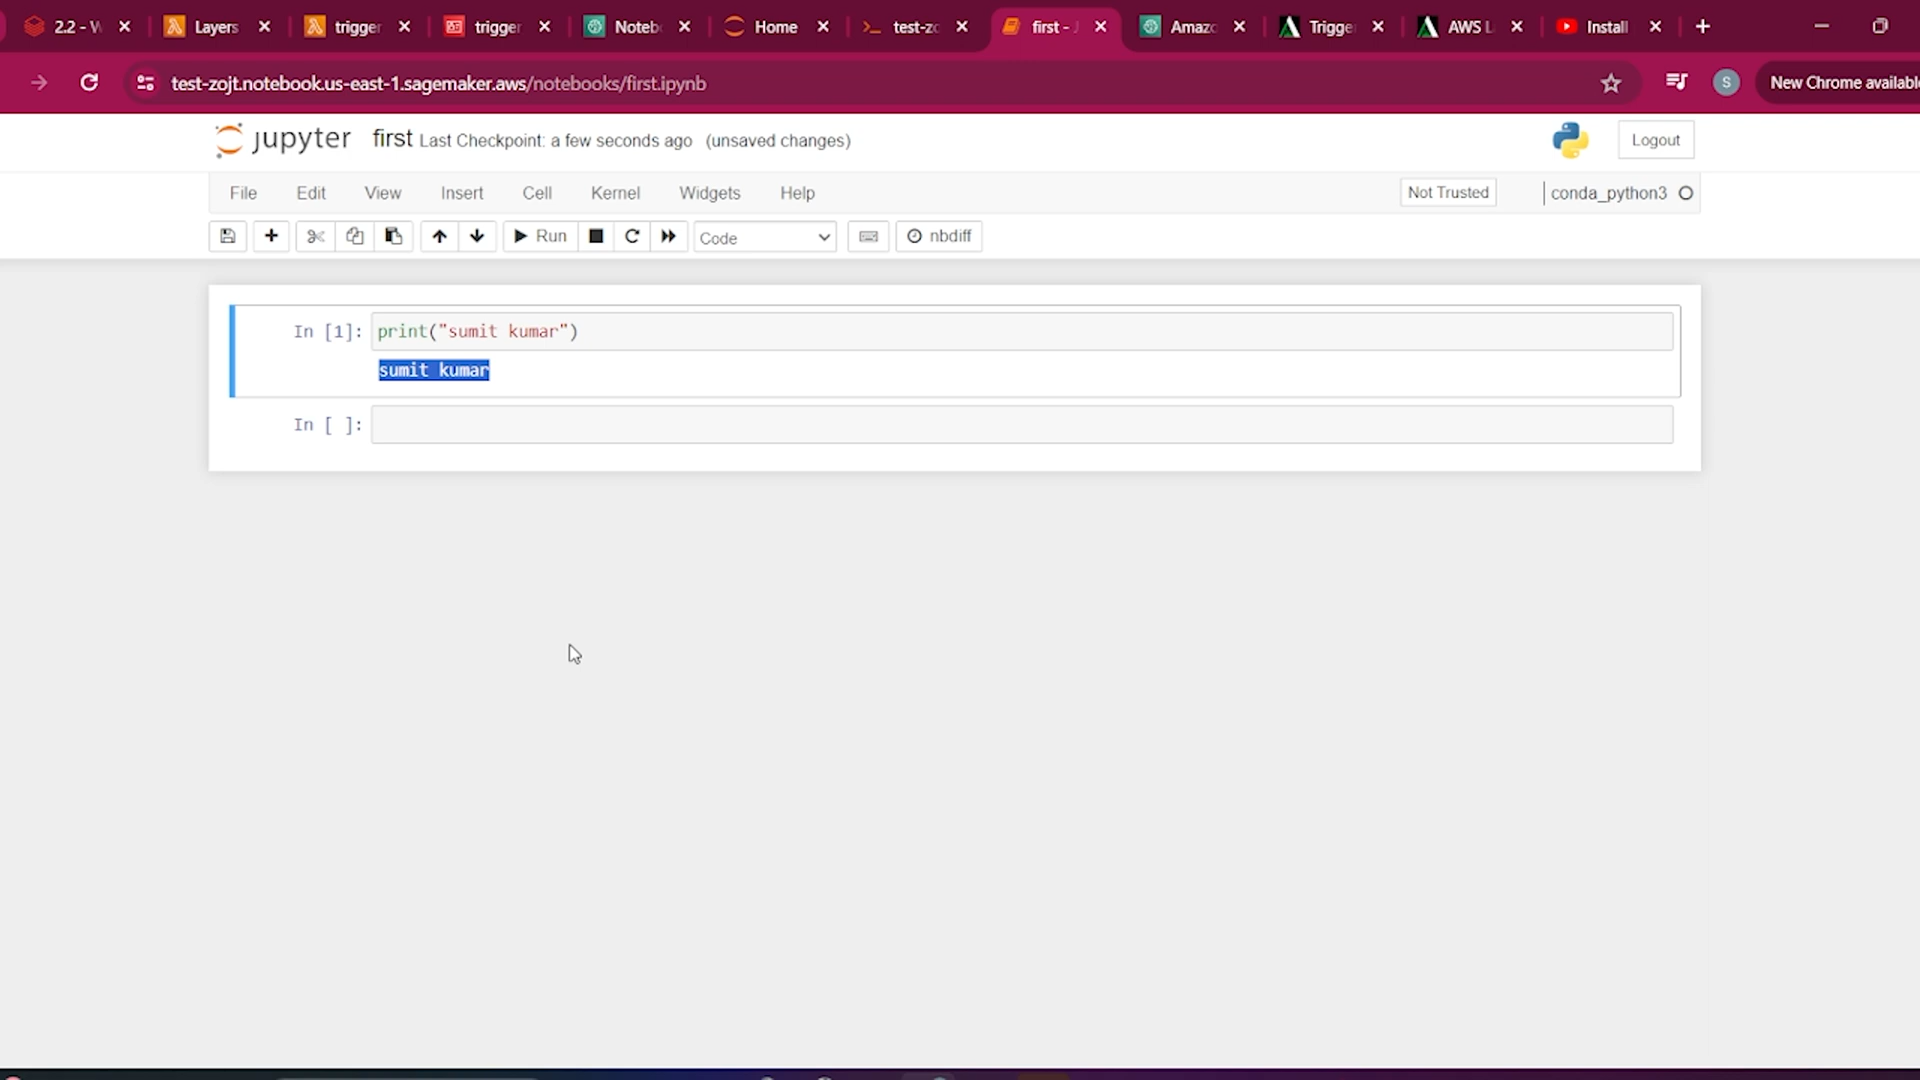 2.2 - W
Layers
trigger
trigger
Noteb
Home
test-zo
first - J
Amazo
Trigge
AWS L
Install
test-zojt.notebook.us-east-1.sagemaker.aws/notebooks/first.ipynb
S
New Chrome available
jupyter first Last Checkpoint: a few seconds ago (unsaved changes)
Logout
File Edit View Insert Cell Kernel Widgets Help
Not Trusted
conda_python3
Run
Code
nbdiff
In [1]: print("sumit kumar")
sumit kumar
In [ ]: